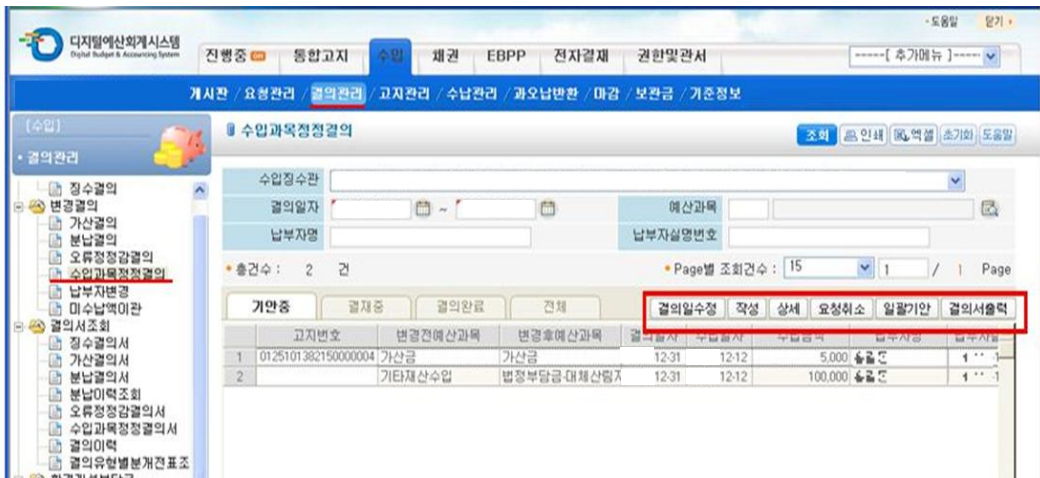 - 도움말 닫기
디지털예산회계시스템
Digital Budget & Accounting System
진행중 on 통합고지 수입 채권 EBPP 전자결재 권한및관서 -----[ 추가메뉴 ]-----
게시판 / 요청관리 / 결의관리 / 고지관리 / 수납관리 / 과오납반환 / 마감 / 보관금 / 기준정보
[수입]
• 결의관리
수입과목정정결의
조회 인쇄 엑셀 초기화 도움말
징수결의
변경결의
가산결의
분납결의
오류정정감결의
수입과목정정결의
납부자변경
미수납액이관
결의서조회
징수결의서
가산결의서
분납결의서
분납이력조회
오류정정감결의서
수입과목정정결의서
결의이력
결의유형별분개전표조
수입징수관
결의일자 ~ 예산과목
납부자명 납부자실명번호
• 총건수 : 2 건 • Page별 조회건수 : 15 1 / 1 Page
기안중 결재중 결의완료 전체 결의일수정 작성 상세 요청취소 일괄기안 결의서출력
고지번호 변경전예산과목 변경후예산과목
1 0125101382150000004 가산금 가산금 12-31 12-12 5,000
2 기타재산수입 법정부담금·대체산림자 12-31 12-12 100,000